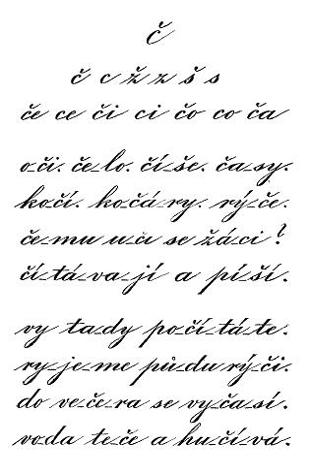 č
č c ž z š s
če ce či ci čo co ča
o-či. če-lo. čí-še. ča-sy.
ko-čí. ko-čá-ry. rý-če.
če-mu u-čí se žá-ci?
čí-tá-va-jí a pí-ší.
vy ta-dy po-čí-tá-te.
ry-je-me pů-du rý-či.
do ve-če-ra se vy-ča-sí.
vo-da te-če a hu-čí-vá.